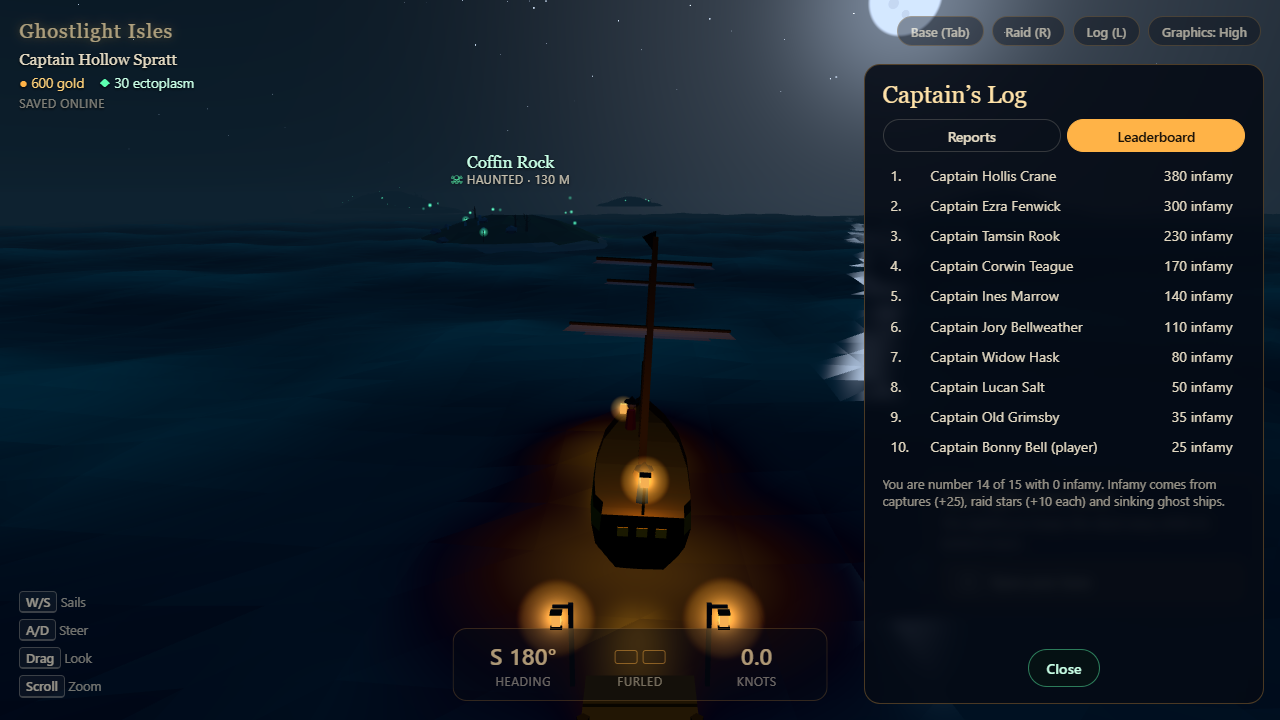 Ghostlight Isles
Captain Hollow Spratt
600 gold 30 ectoplasm
SAVED ONLINE
Base (Tab)
Raid (R)
Log (L)
Graphics: High
Coffin Rock
HAUNTED · 130 M
Captain's Log
Reports
Leaderboard
1. Captain Hollis Crane 380 infamy
2. Captain Ezra Fenwick 300 infamy
3. Captain Tamsin Rook 230 infamy
4. Captain Corwin Teague 170 infamy
5. Captain Ines Marrow 140 infamy
6. Captain Jory Bellweather 110 infamy
7. Captain Widow Hask 80 infamy
8. Captain Lucan Salt 50 infamy
9. Captain Old Grimsby 35 infamy
10. Captain Bonny Bell (player) 25 infamy
You are number 14 of 15 with 0 infamy. Infamy comes from
captures (+25), raid stars (+10 each) and sinking ghost ships.
Close
W/S Sails
A/D Steer
Drag Look
Scroll Zoom
S 180°
HEADING
FURLED
0.0
KNOTS